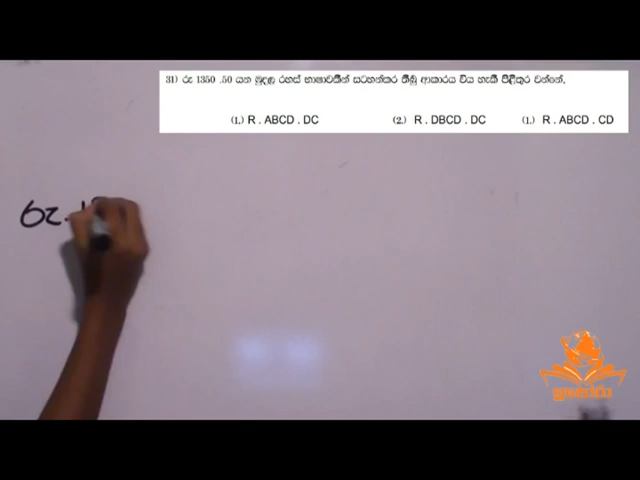 31) රු 1350 .50 යන මුදල රහස් භාෂාවකින් සටහන්කර තිබූ ආකාරය විය හැකි පිළිතුර වන්නේ,
(1.) R . ABCD . DC (2.) R . DBCD . DC (1.) R . ABCD . CD
රු.